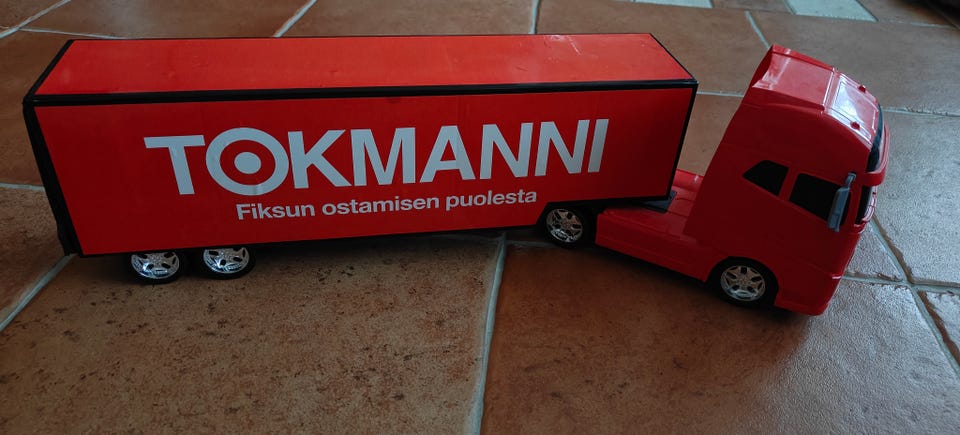 TOKMANNI
Fiksun ostamisen puolesta